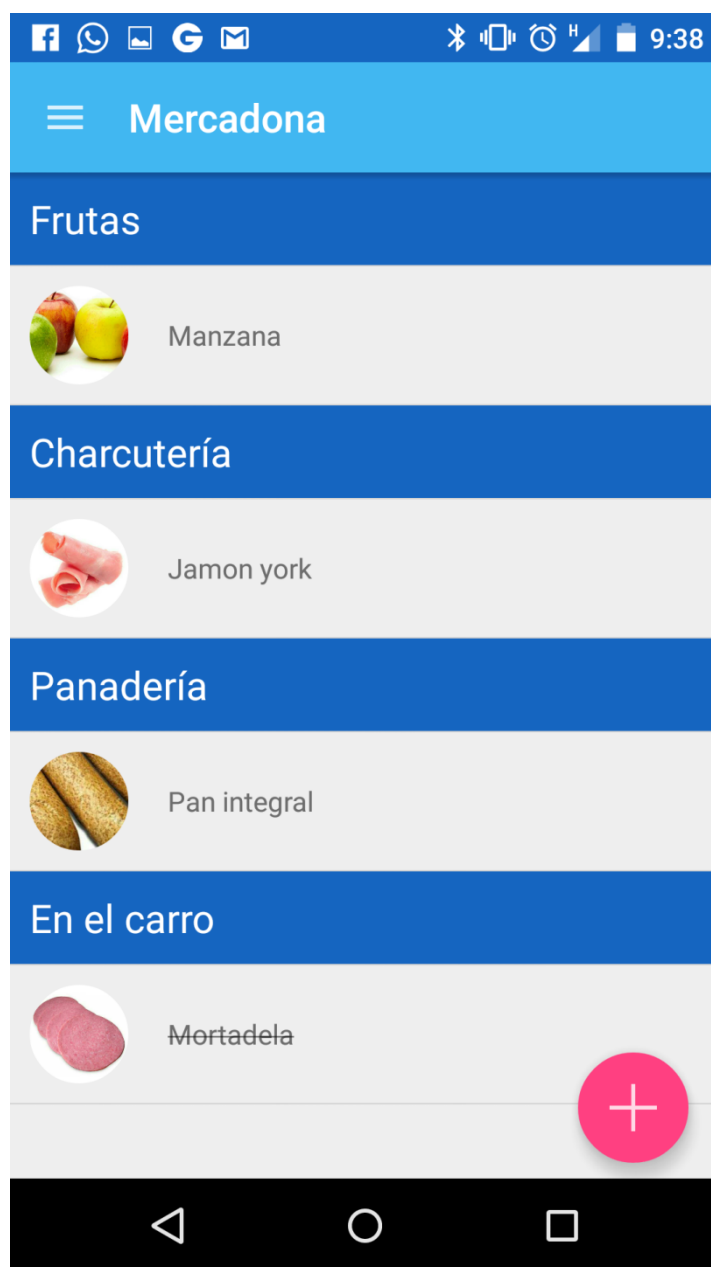 H
9:38
Mercadona
Frutas
Manzana
Charcutería
Jamon york
Panadería
Pan integral
En el carro
Mortadela